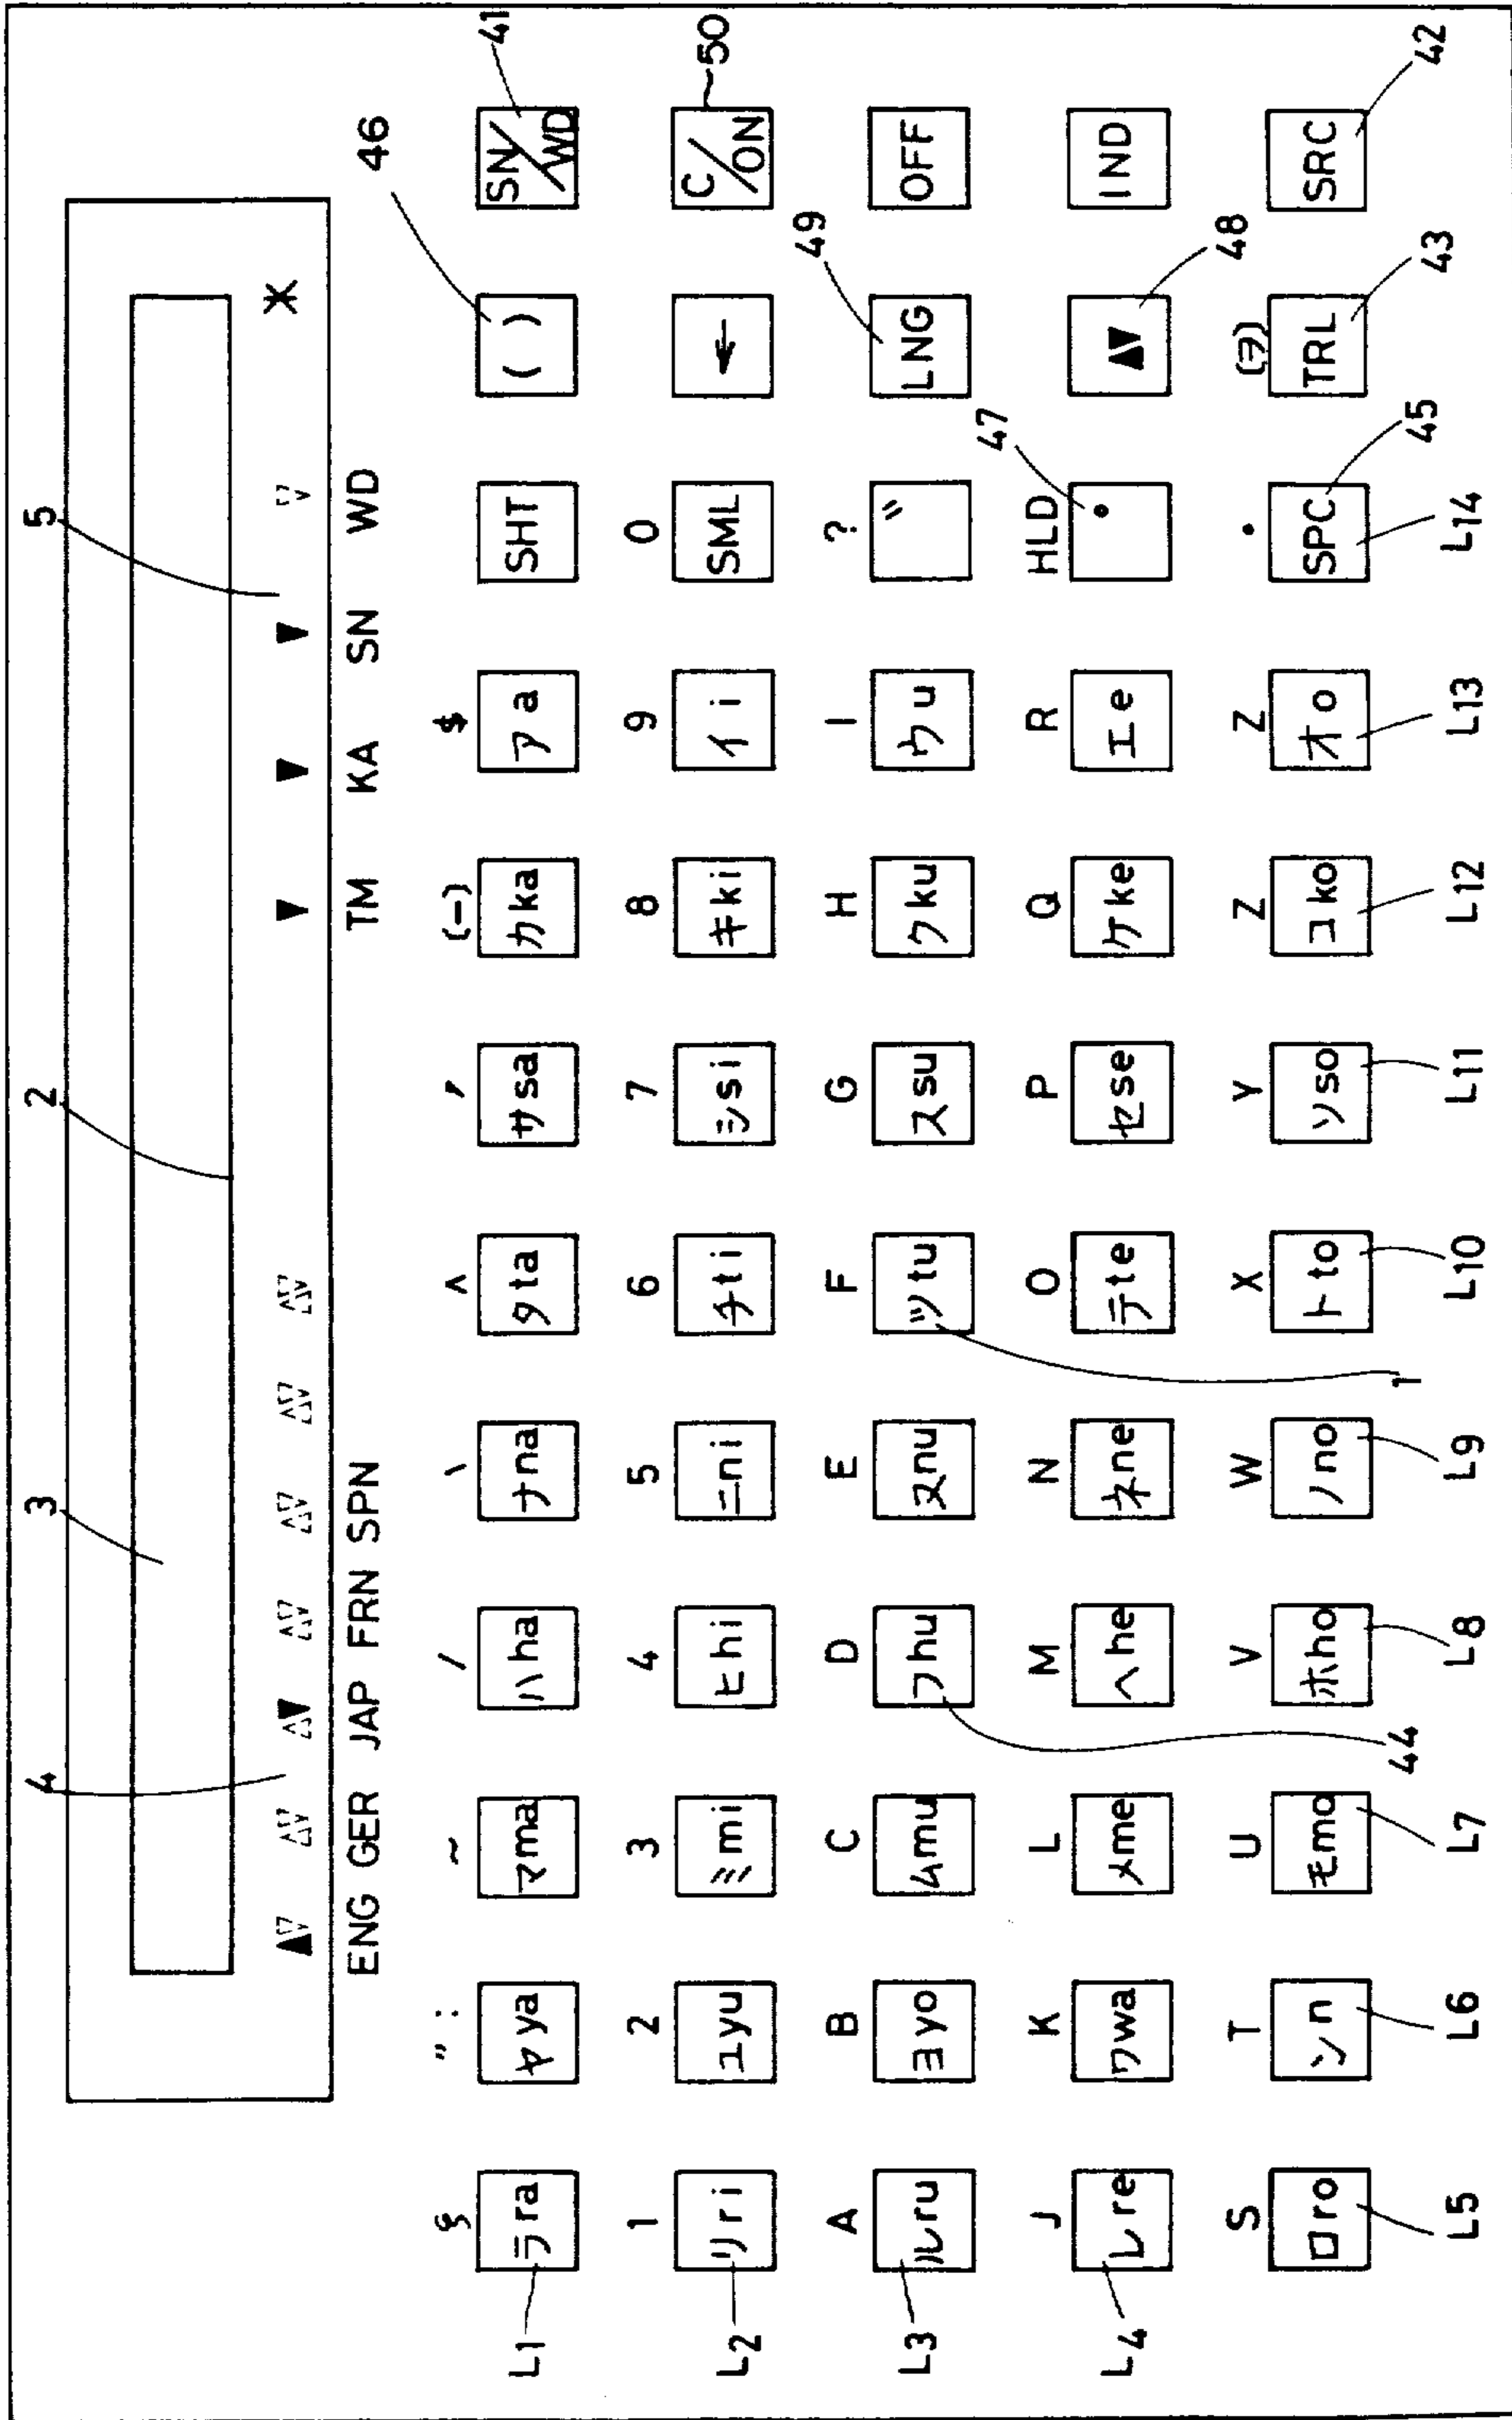 4 3 2 5
▲▽ △▽ △▼ △▽ △▽ △▽ △▽ ▼ ▼ ▼ ▽ *
ENG GER JAP FRN SPN TM KA SN WD 46 41
" : ~ / \ ^ ′ (−) $
L1 ラra ヤya マma ハha ナna タta サsa カka アa SHT ( ) SN/WD
1 2 3 4 5 6 7 8 9 0 50
L2 リri ユyu ミmi ヒhi ニni チti シsi キki イi SML ← C/ON
A B C D E F G H I ? 49
L3 ルru ヨyo ムmu フhu ヌnu ツtu スsu クku ウu " LNG OFF
J K L M N O P Q R HLD 47 48
L4 レre ワwa メme ヘhe ネne テte セse ケke エe • ▲▼ IND
S T U V W X Y Z Z • (ヲ)
ロro ンn モmo ホho ノno トto ソso コko オo SPC TRL SRC
44 1 45 43 42
L5 L6 L7 L8 L9 L10 L11 L12 L13 L14